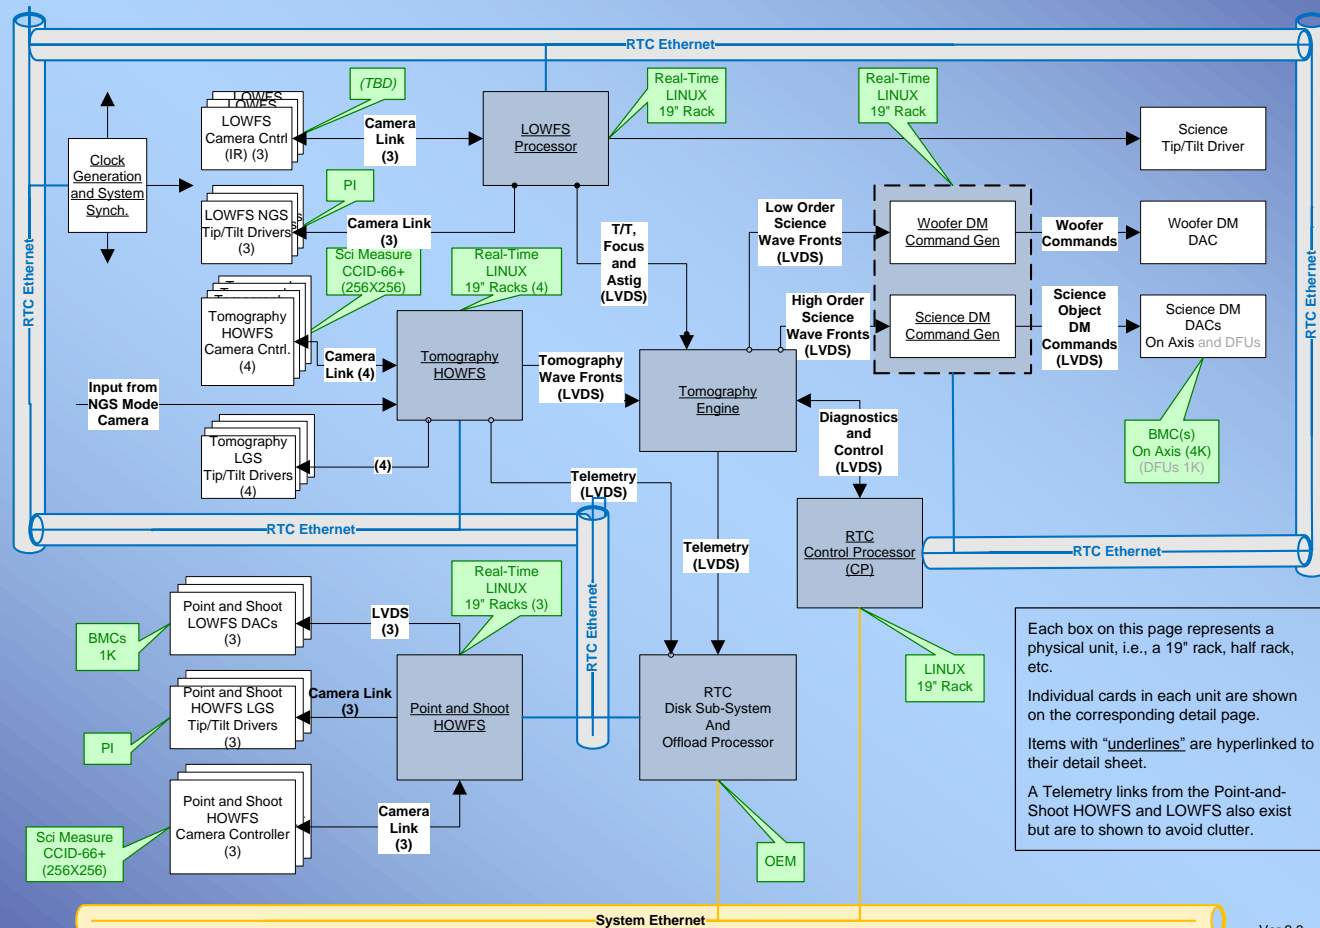 RTC Ethernet
(TBD)
Real-Time
LINUX
19" Rack
Real-Time
LINUX
19" Rack
LOWFS
LOWFS
LOWFS
Camera Cntrl
(IR) (3)
Camera
Link
(3)
LOWFS
Processor
Science
Tip/Tilt Driver
Clock
Generation
and System
Synch.
PI
LOWFS NGS
Tip/Tilt Drivers
(3)
Camera Link
(3)
T/T,
Focus
and
Astig
(LVDS)
Low Order
Science
Wave Fronts
(LVDS)
Woofer DM
Command Gen
Woofer
Commands
Woofer DM
DAC
RTC Ethernet
RTC Ethernet
Sci Measure
CCID-66+
(256X256)
Real-Time
LINUX
19" Racks (4)
Tomography
HOWFS
Camera Cntrl.
(4)
Camera
Link (4)
Tomography
HOWFS
Tomography
Wave Fronts
(LVDS)
High Order
Science
Wave Fronts
(LVDS)
Science DM
Command Gen
Science
Object
DM
Commands
(LVDS)
Science DM
DACs
On Axis and DFUs
Input from
NGS Mode
Camera
Tomography
Engine
Diagnostics
and
Control
(LVDS)
BMC(s)
On Axis (4K)
(DFUs 1K)
Tomography
LGS
Tip/Tilt Drivers
(4)
(4)
Telemetry
(LVDS)
RTC Ethernet
Telemetry
(LVDS)
RTC
Control Processor
(CP)
RTC Ethernet
Real-Time
LINUX
19" Racks (3)
RTC Ethernet
Point and Shoot
LOWFS DACs
(3)
LVDS
(3)
BMCs
1K
Point and Shoot
HOWFS LGS
Tip/Tilt Drivers
(3)
Camera Link
(3)
Point and Shoot
HOWFS
RTC
Disk Sub-System
And
Offload Processor
LINUX
19" Rack
PI
Point and Shoot
HOWFS
Camera Controller
(3)
Camera
Link
(3)
Sci Measure
CCID-66+
(256X256)
OEM
Each box on this page represents a
physical unit, i.e., a 19" rack, half rack,
etc.
Individual cards in each unit are shown
on the corresponding detail page.
Items with “underlines” are hyperlinked to
their detail sheet.
A Telemetry links from the Point-and-
Shoot HOWFS and LOWFS also exist
but are to shown to avoid clutter.
System Ethernet